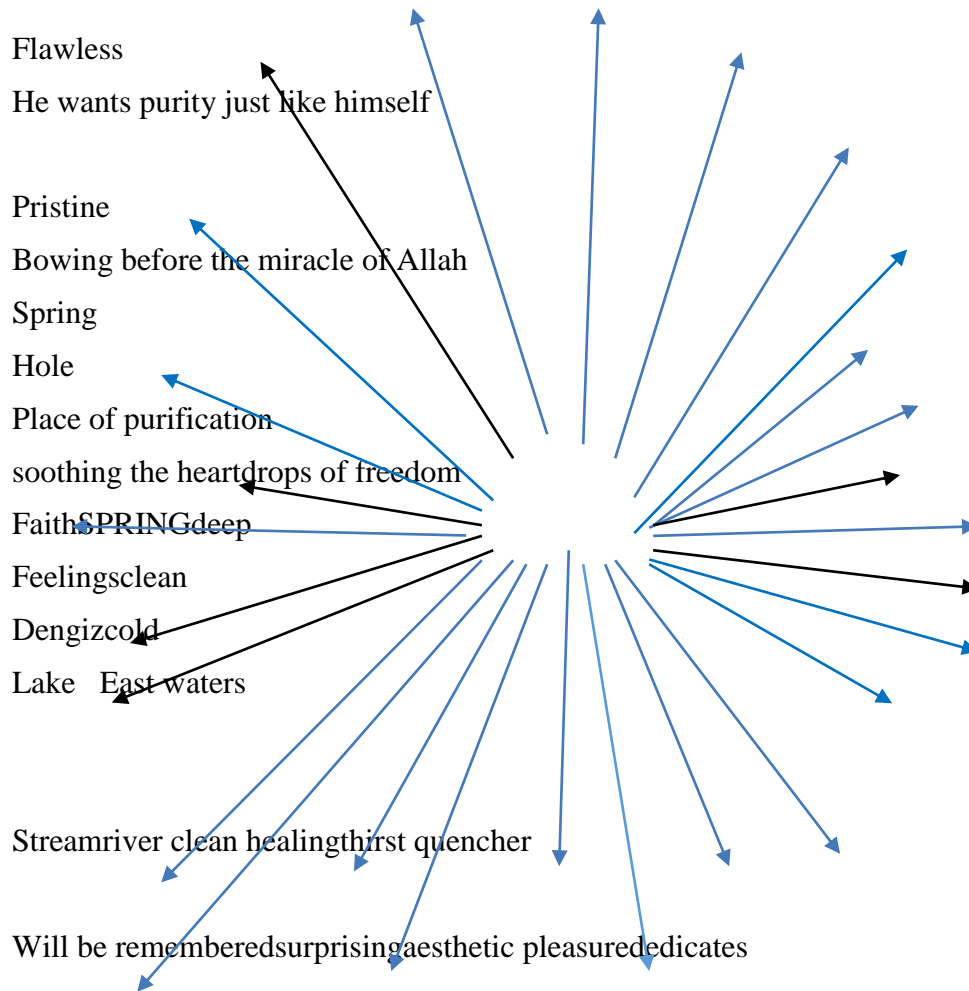 Flawless
He wants purity just like himself
Pristine
Bowing before the miracle of Allah
Spring
Hole
Place of purification
soothing the heartdrops of freedom
FaithSPRINGdeep
Feelingsclean
Dengizcold
Lake   East waters
Streamriver clean healingthirst quencher
Will be rememberedsurprisingaesthetic pleasurededicates